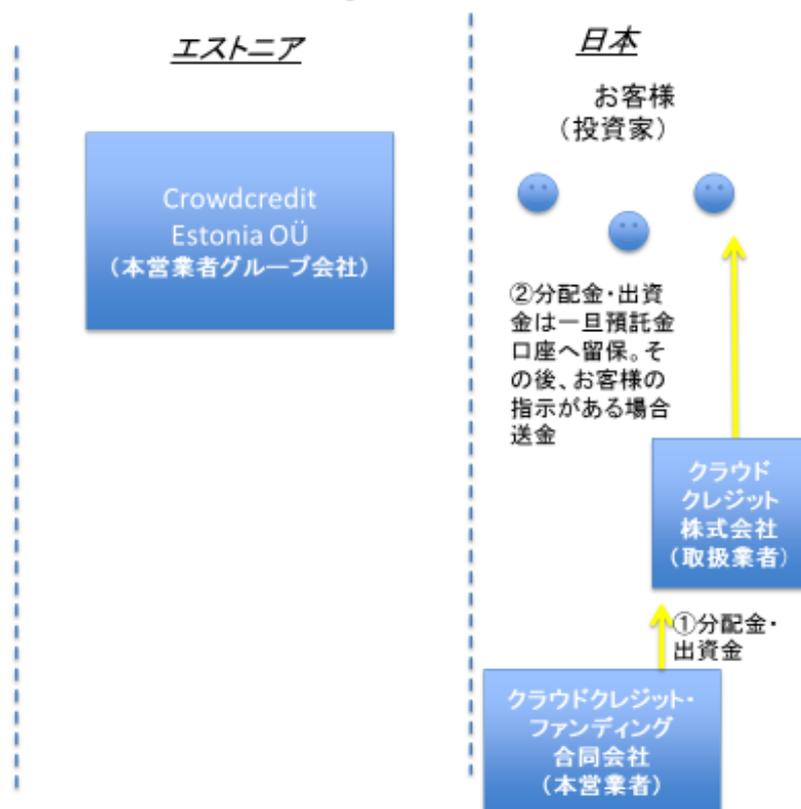 エストニア
Crowdcredit
Estonia OÜ
（本営業者グループ会社）
日本
お客様
（投資家）
②分配金・出資
金は一旦預託金
口座へ留保。そ
の後、お客様の
指示がある場合
送金
クラウド
クレジット
株式会社
（取扱業者）
①分配金・
出資金
クラウドクレジット・
ファンディング
合同会社
（本営業者）